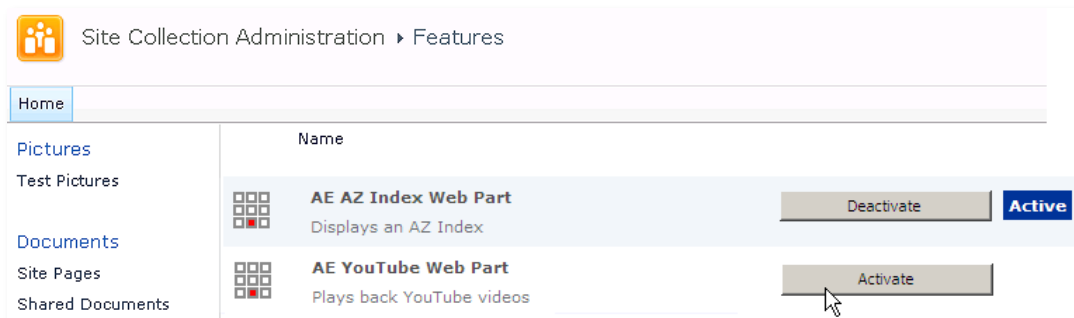 Site Collection Administration ▸ Features
Home
Pictures
Test Pictures
Documents
Site Pages
Shared Documents
Name
AE AZ Index Web Part
Displays an AZ Index
Deactivate
Active
AE YouTube Web Part
Plays back YouTube videos
Activate